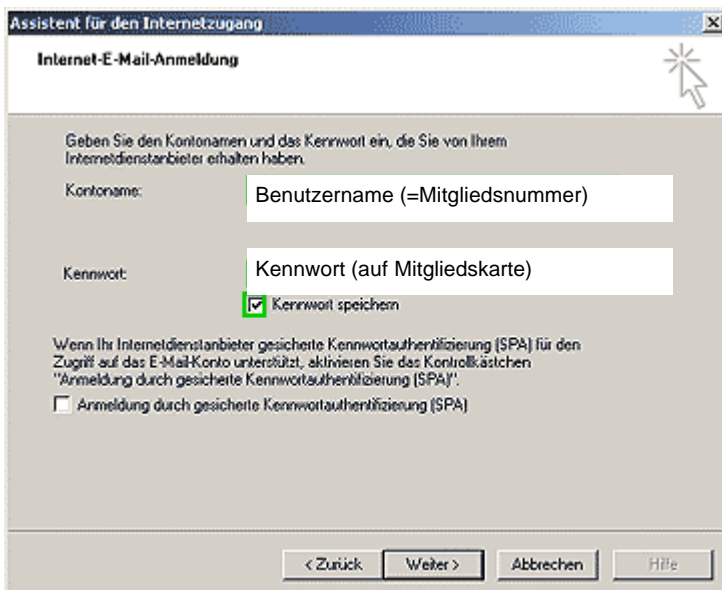 Assistent für den Internetzugang
Internet-E-Mail-Anmeldung
Geben Sie den Kontonamen und das Kennwort ein, die Sie von Ihrem
Internetdienstanbieter erhalten haben.
Kontoname:
Benutzername (=Mitgliedsnummer)
Kennwort:
Kennwort (auf Mitgliedskarte)
Kennwort speichern
Wenn Ihr Internetdienstanbieter gesicherte Kennwortauthentifizierung (SPA) für den
Zugriff auf das E-Mail-Konto unterstützt, aktivieren Sie das Kontrollkästchen
"Anmeldung durch gesicherte Kennwortauthentifizierung (SPA)".
Anmeldung durch gesicherte Kennwortauthentifizierung (SPA)
< Zurück Weiter > Abbrechen Hilfe